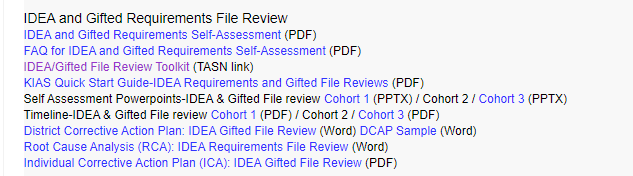 IDEA and Gifted Requirements File Review
IDEA and Gifted Requirements Self-Assessment (PDF)
FAQ for IDEA and Gifted Requirements Self-Assessment (PDF)
IDEA/Gifted File Review Toolkit (TASN link)
KIAS Quick Start Guide-IDEA Requirements and Gifted File Reviews (PDF)
Self Assessment Powerpoints-IDEA & Gifted File review Cohort 1 (PPTX) / Cohort 2 / Cohort 3 (PPTX)
Timeline-IDEA & Gifted File review Cohort 1 (PDF) / Cohort 2 / Cohort 3 (PDF)
District Corrective Action Plan: IDEA Gifted File Review (Word) DCAP Sample (Word)
Root Cause Analysis (RCA): IDEA Requirements File Review (Word)
Individual Corrective Action Plan (ICA): IDEA Gifted File Review (PDF)